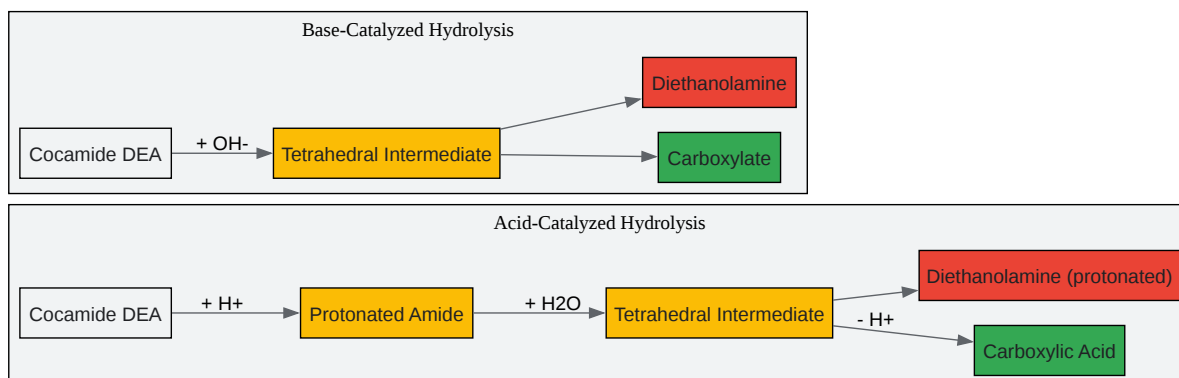 Base-Catalyzed Hydrolysis
Diethanolamine
Cocamide DEA
+ OH-
Tetrahedral Intermediate
Carboxylate
Acid-Catalyzed Hydrolysis
Diethanolamine (protonated)
Cocamide DEA
+ H+
Protonated Amide
+ H2O
Tetrahedral Intermediate
- H+
Carboxylic Acid